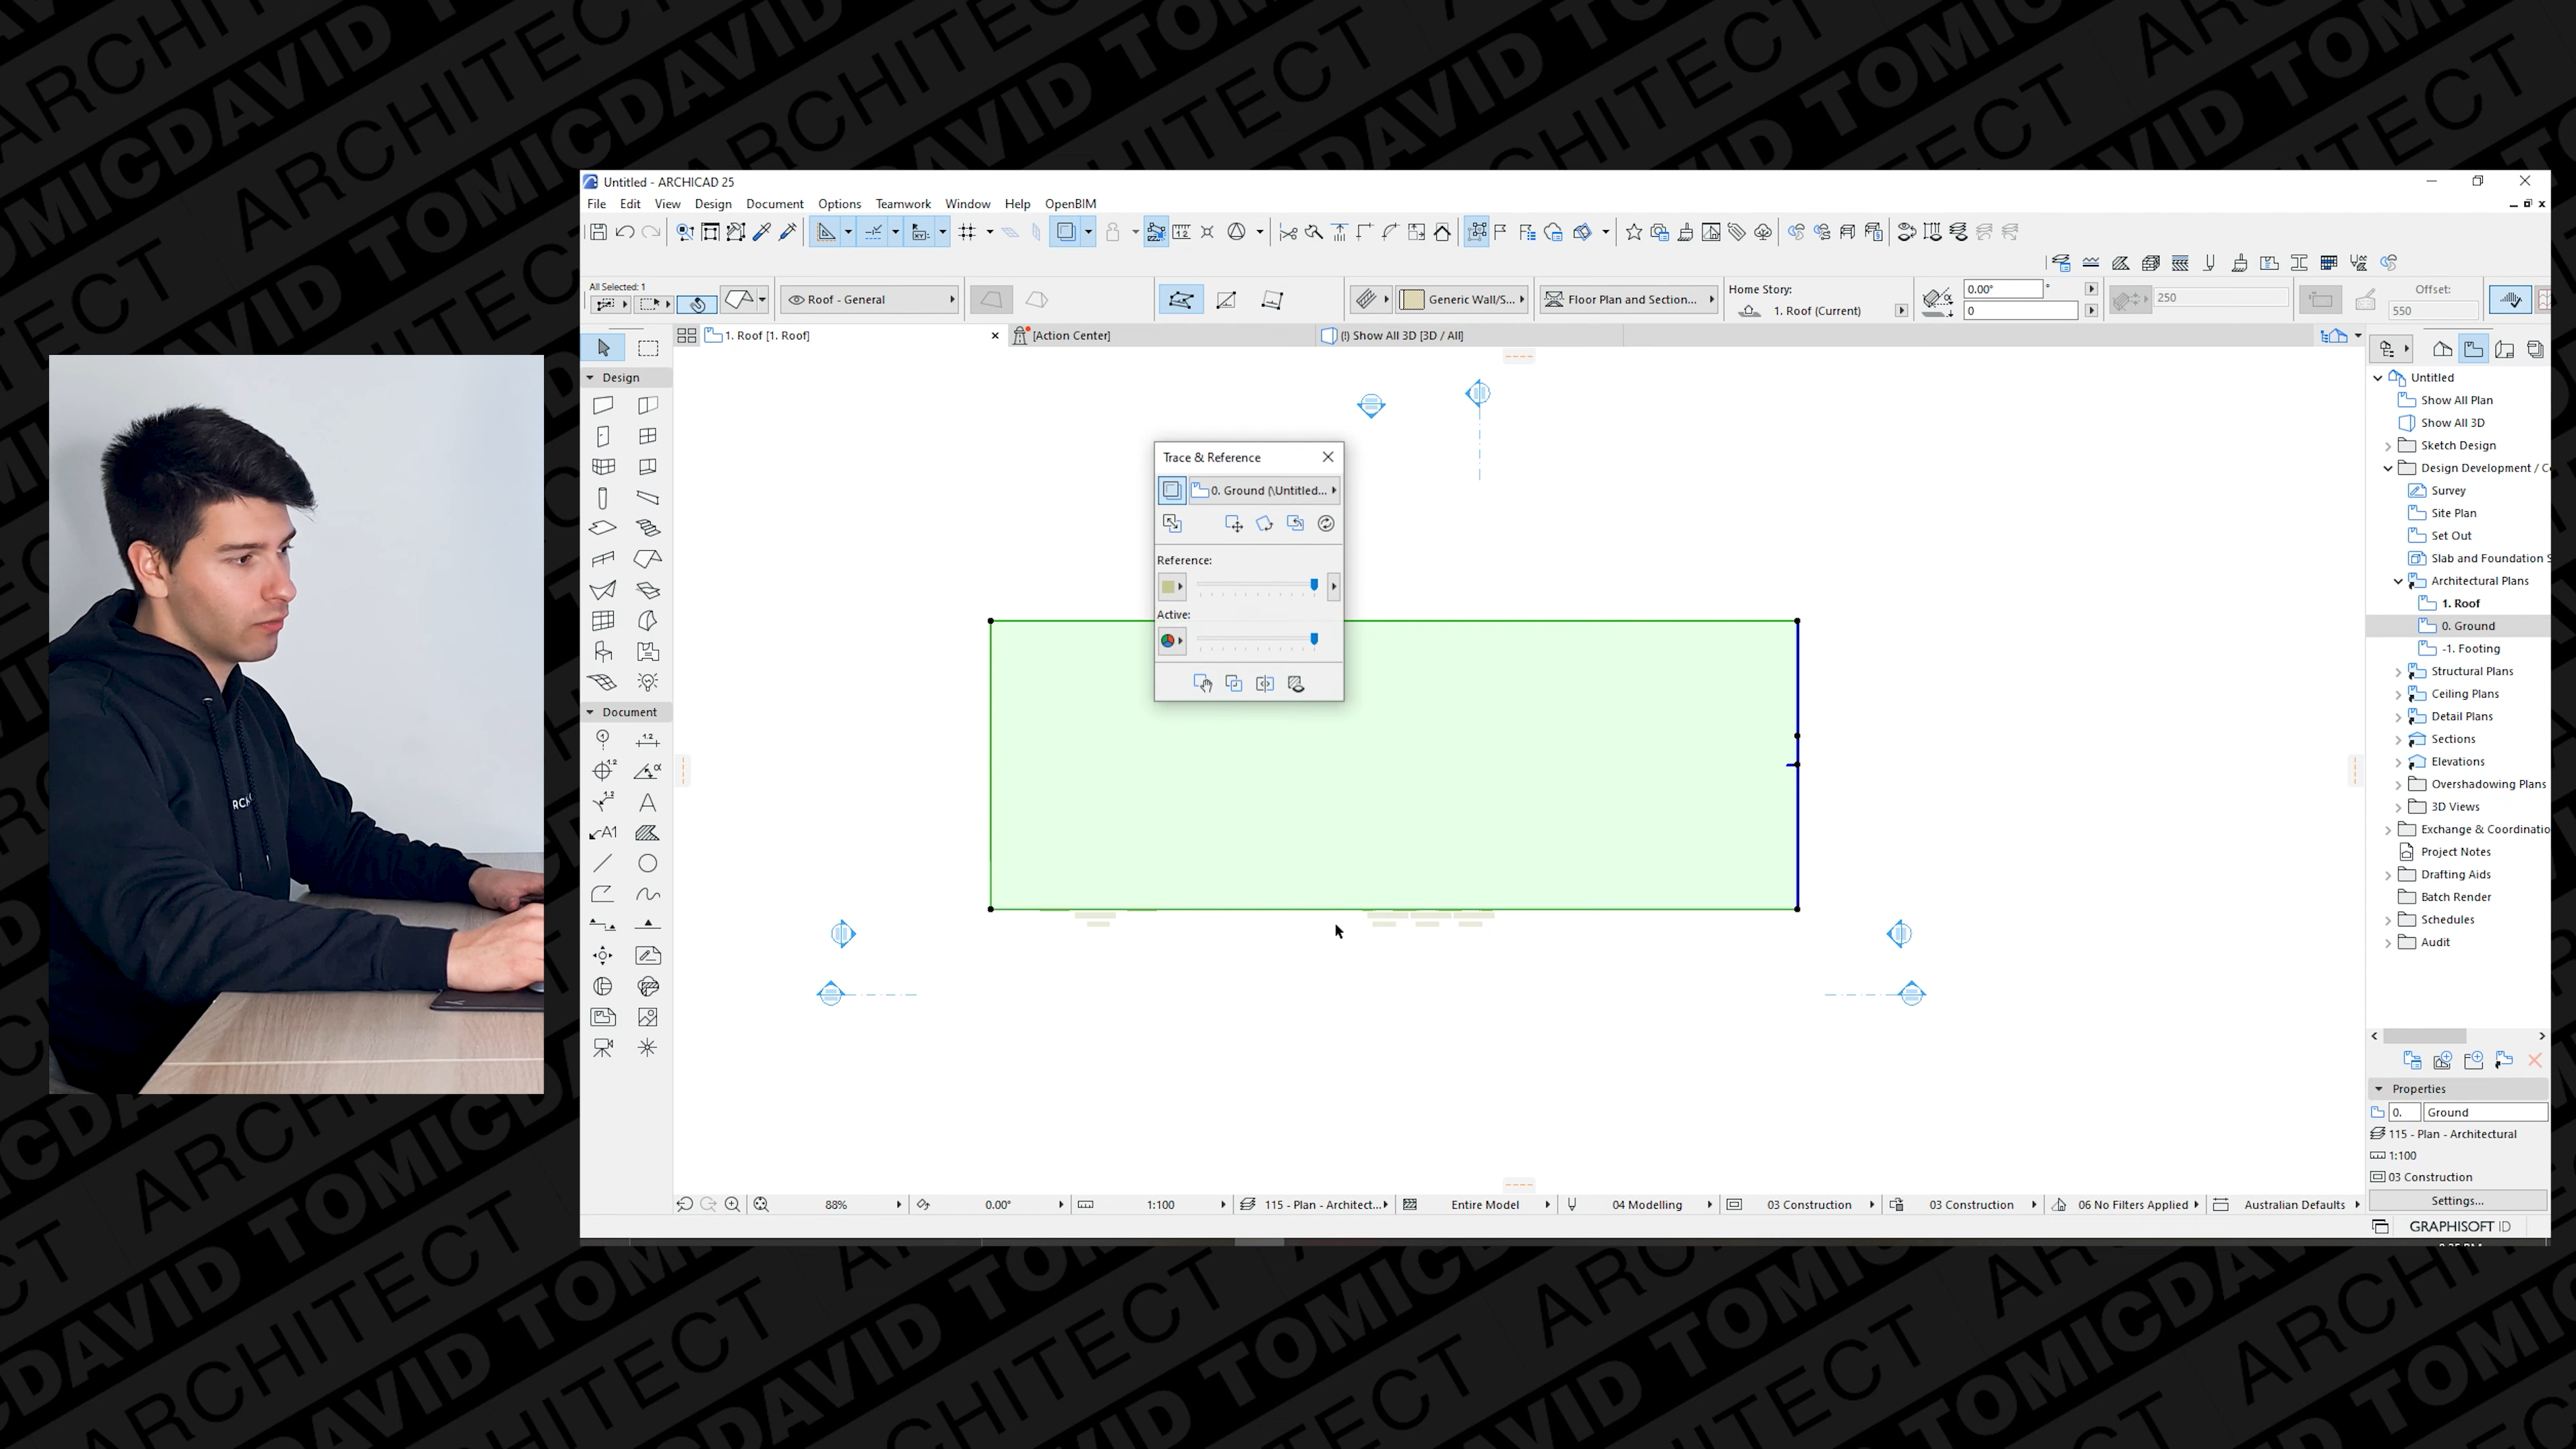 ARCHITECT DAVID TOMIC
Untitled - ARCHICAD 25
File Edit View Design Document Options Teamwork Window Help OpenBIM
All Selected: 1
Roof - General
Generic Wall/S...
Floor Plan and Section...
Home Story:
1. Roof (Current)
0.00°
0
250
Offset:
550
1. Roof [1. Roof]
[Action Center]
(!) Show All 3D [3D / All]
Design
Document
Trace & Reference
0. Ground (\Untitled...
Reference:
Active:
Untitled
Show All Plan
Show All 3D
Sketch Design
Design Development / C
Survey
Site Plan
Set Out
Slab and Foundation S
Architectural Plans
1. Roof
0. Ground
-1. Footing
Structural Plans
Ceiling Plans
Detail Plans
Sections
Elevations
Overshadowing Plans
3D Views
Exchange & Coordinatio
Project Notes
Drafting Aids
Batch Render
Schedules
Audit
Properties
0. Ground
115 - Plan - Architectural
1:100
03 Construction
Settings...
88%
0.00°
1:100
115 - Plan - Architect...
Entire Model
04 Modelling
03 Construction
03 Construction
06 No Filters Applied
Australian Defaults
GRAPHISOFT ID